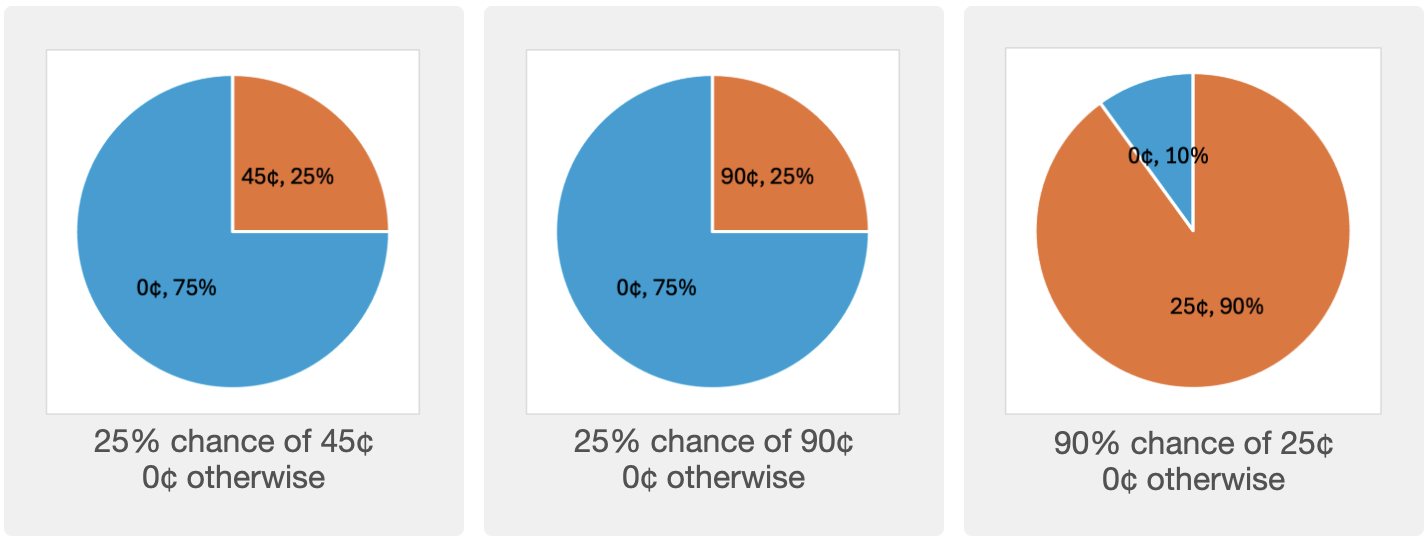 45¢, 25%
0¢, 75%
25% chance of 45¢
0¢ otherwise
90¢, 25%
0¢, 75%
25% chance of 90¢
0¢ otherwise
0¢, 10%
25¢, 90%
90% chance of 25¢
0¢ otherwise